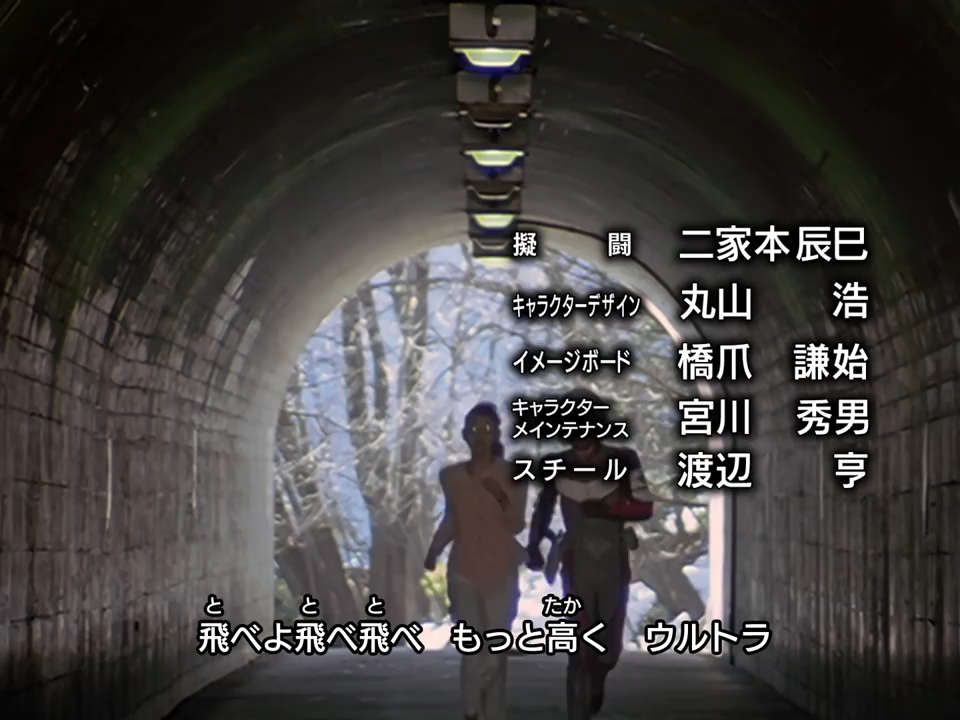 擬闘 二家本辰巳
キャラクターデザイン 丸山 浩
イメージボード 橋爪 謙始
キャラクター
メインテナンス 宮川 秀男
スチール 渡辺 亨
と と と たか
飛べよ飛べ飛べ もっと高く ウルトラ